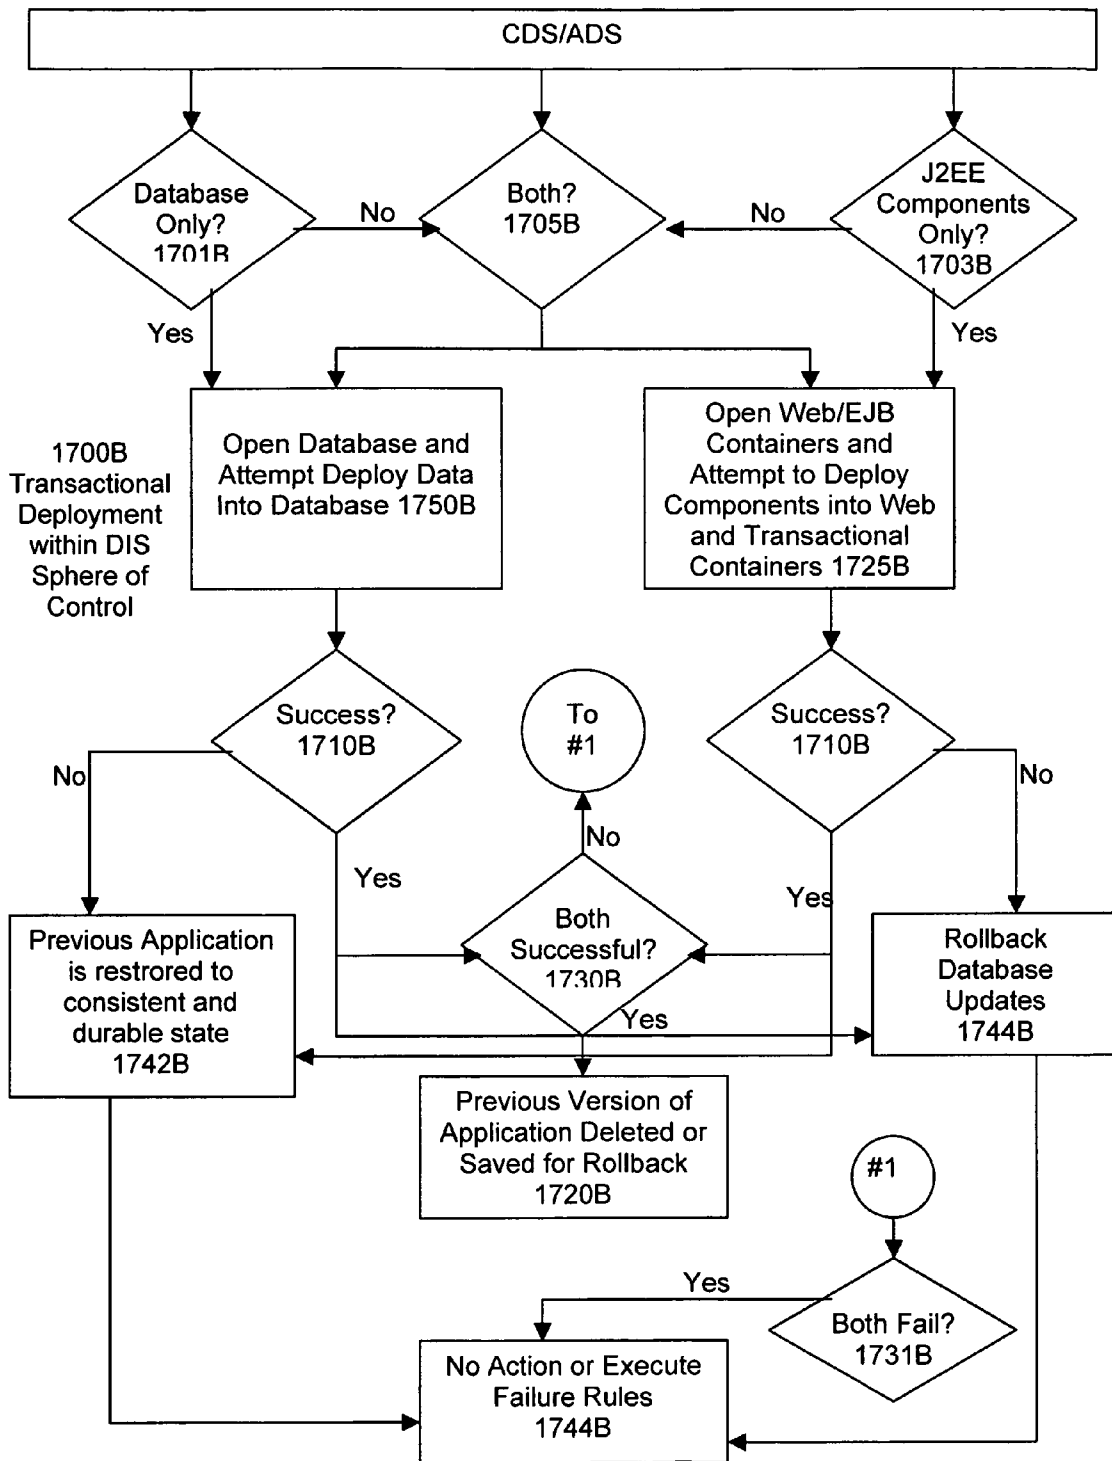 CDS/ADS
Database
Only?
1701B
No
Both?
1705B
No
J2EE
Components
Only?
1703B
Yes
Yes
1700B
Transactional
Deployment
within DIS
Sphere of
Control
Open Database and
Attempt Deploy Data
Into Database 1750B
Open Web/EJB
Containers and
Attempt to Deploy
Components into Web
and Transactional
Containers 1725B
Success?
1710B
To
#1
Success?
1710B
No
No
No
Yes
Yes
Both
Successful?
1730B
Yes
Previous Application
is restrored to
consistent and
durable state
1742B
Rollback
Database
Updates
1744B
Previous Version of
Application Deleted or
Saved for Rollback
1720B
#1
Yes
Both Fail?
1731B
No Action or Execute
Failure Rules
1744B